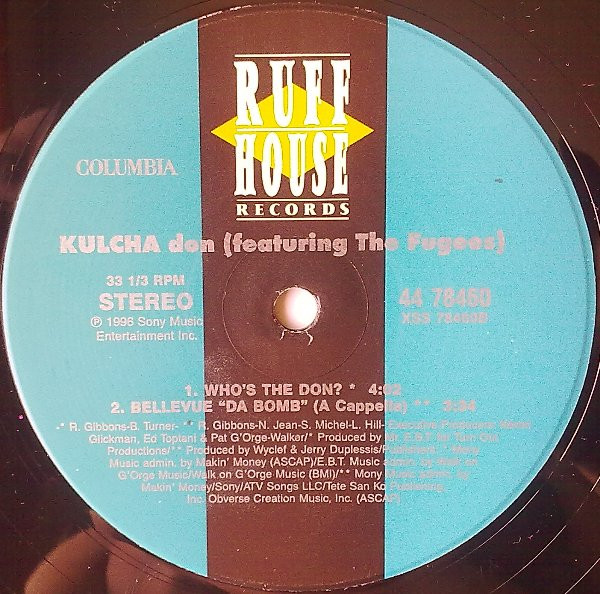 RUFF
HOUSE
RECORDS
COLUMBIA
KULCHA don (featuring The Fugees)
33 1/3 RPM
STEREO
℗ 1996 Sony Music
Entertainment Inc.
44 78460
XSS 78460B
1. WHO'S THE DON? * 4:02
2. BELLEVUE "DA BOMB" (A Cappella) ** 3:54
-* R. Gibbons-B. Turner- ** R. Gibbons-N. Jean-S. Michel-L. Hill- Executive Producers:
Glickman, Ed Toplani & Pat G'Orge-Walker/* Produced by Mr. E.B.T for
Productions/** Produced by Wyclef & Jerry Duplessis/Publishers - * Mony
Music admin. by Makin' Money (ASCAP)/E.B.T. Music admin. by Walk on
G'Orge Music/Walk on G'Orge Music (BMI)/** Mony Music admin. by
Makin' Money/Sony/ATV Songs LLC/Tete San Ko Publishing
Inc. Obverse Creation Music, Inc. (ASCAP)